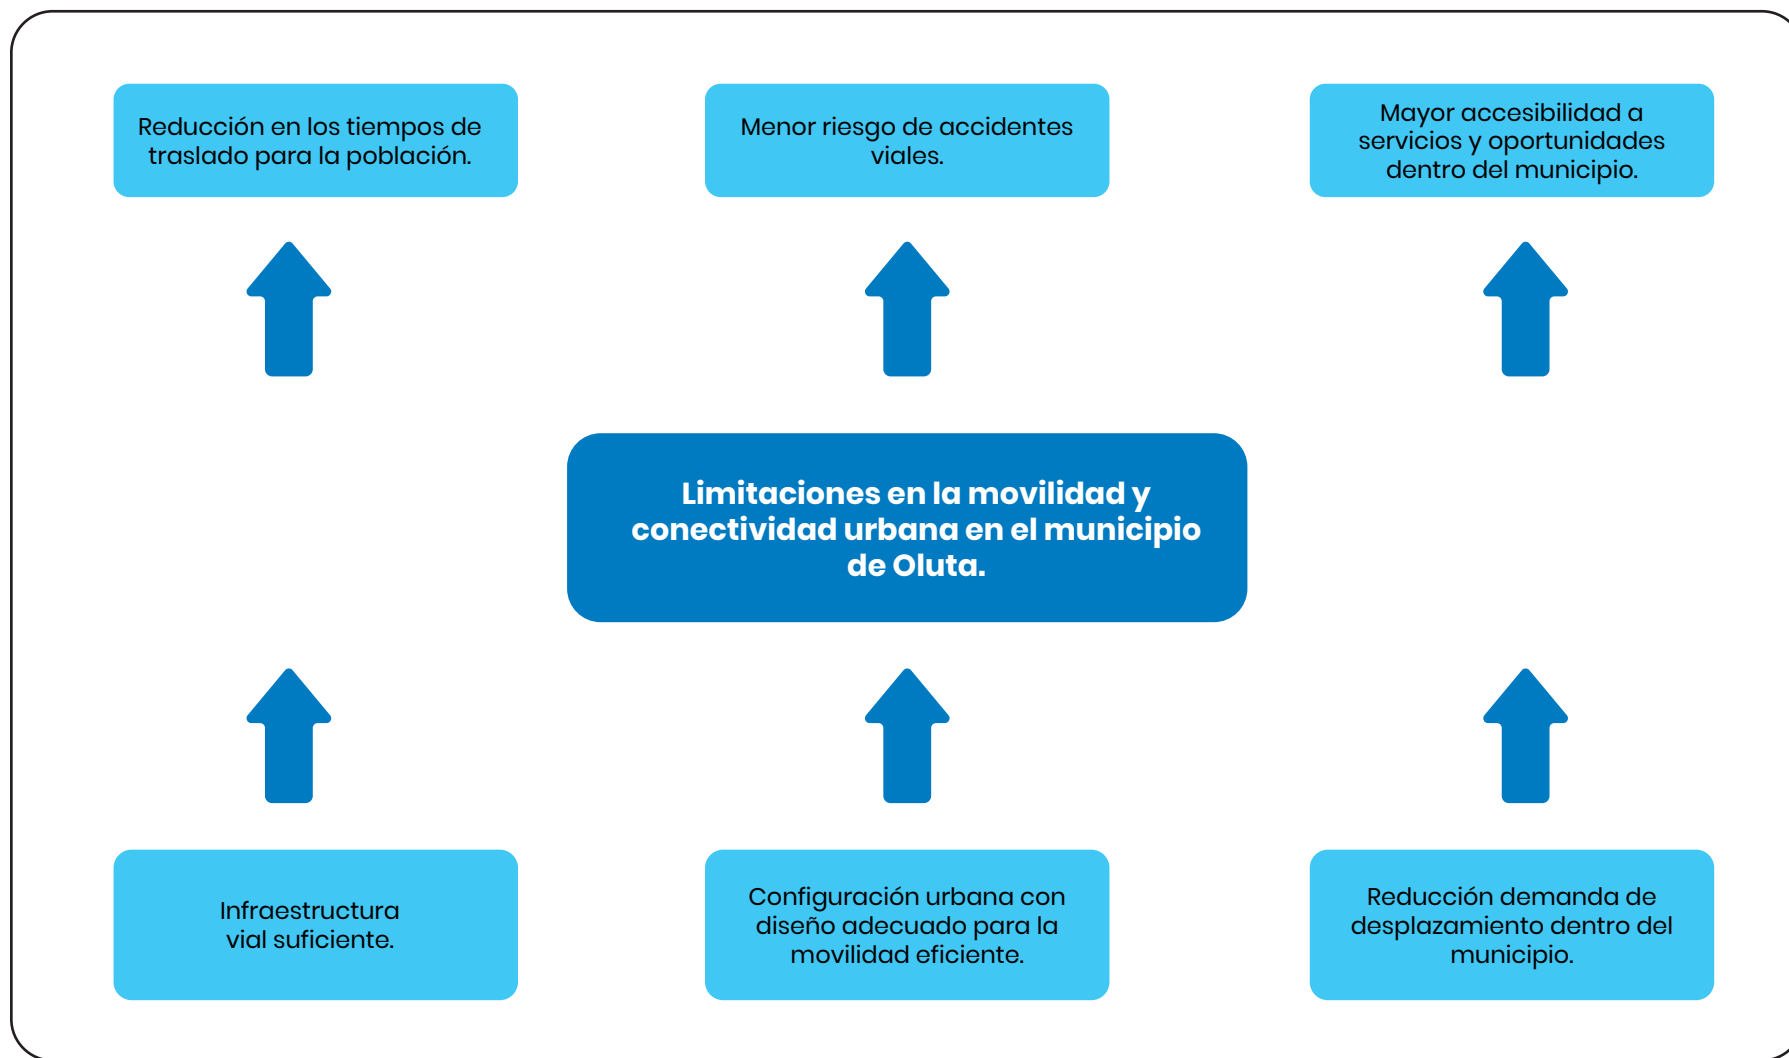 Reducción en los tiempos de
traslado para la población.
Menor riesgo de accidentes
viales.
Mayor accesibilidad a
servicios y oportunidades
dentro del municipio.
Limitaciones en la movilidad y
conectividad urbana en el municipio
de Oluta.
Infraestructura
vial suficiente.
Configuración urbana con
diseño adecuado para la
movilidad eficiente.
Reducción demanda de
desplazamiento dentro del
municipio.